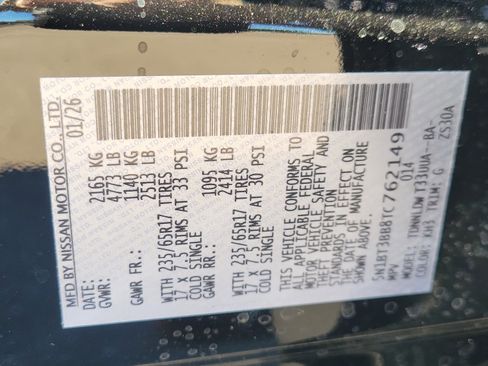 MFD BY NISSAN MOTOR CO., LTD.
DATE: 01/26
GVWR: 2165 KG
4773 LB
GAWR FR.: 1140 KG
2513 LB
WITH 235/65R17 TIRES
17 X 7.5 RIMS AT 33 PSI
COLD SINGLE
GAWR RR.: 1095 KG
2414 LB
WITH 235/65R17 TIRES
17 X 7.5 RIMS AT 30 PSI
COLD SINGLE
THIS VEHICLE CONFORMS TO
ALL APPLICABLE FEDERAL
MOTOR VEHICLE SAFETY AND
THEFT PREVENTION
STANDARDS IN EFFECT ON
THE DATE OF MANUFACTURE
SHOWN ABOVE.
TC762149
MPV D14
MODEL: BA-
COLOR: KH3 TRIM: G ZS30A